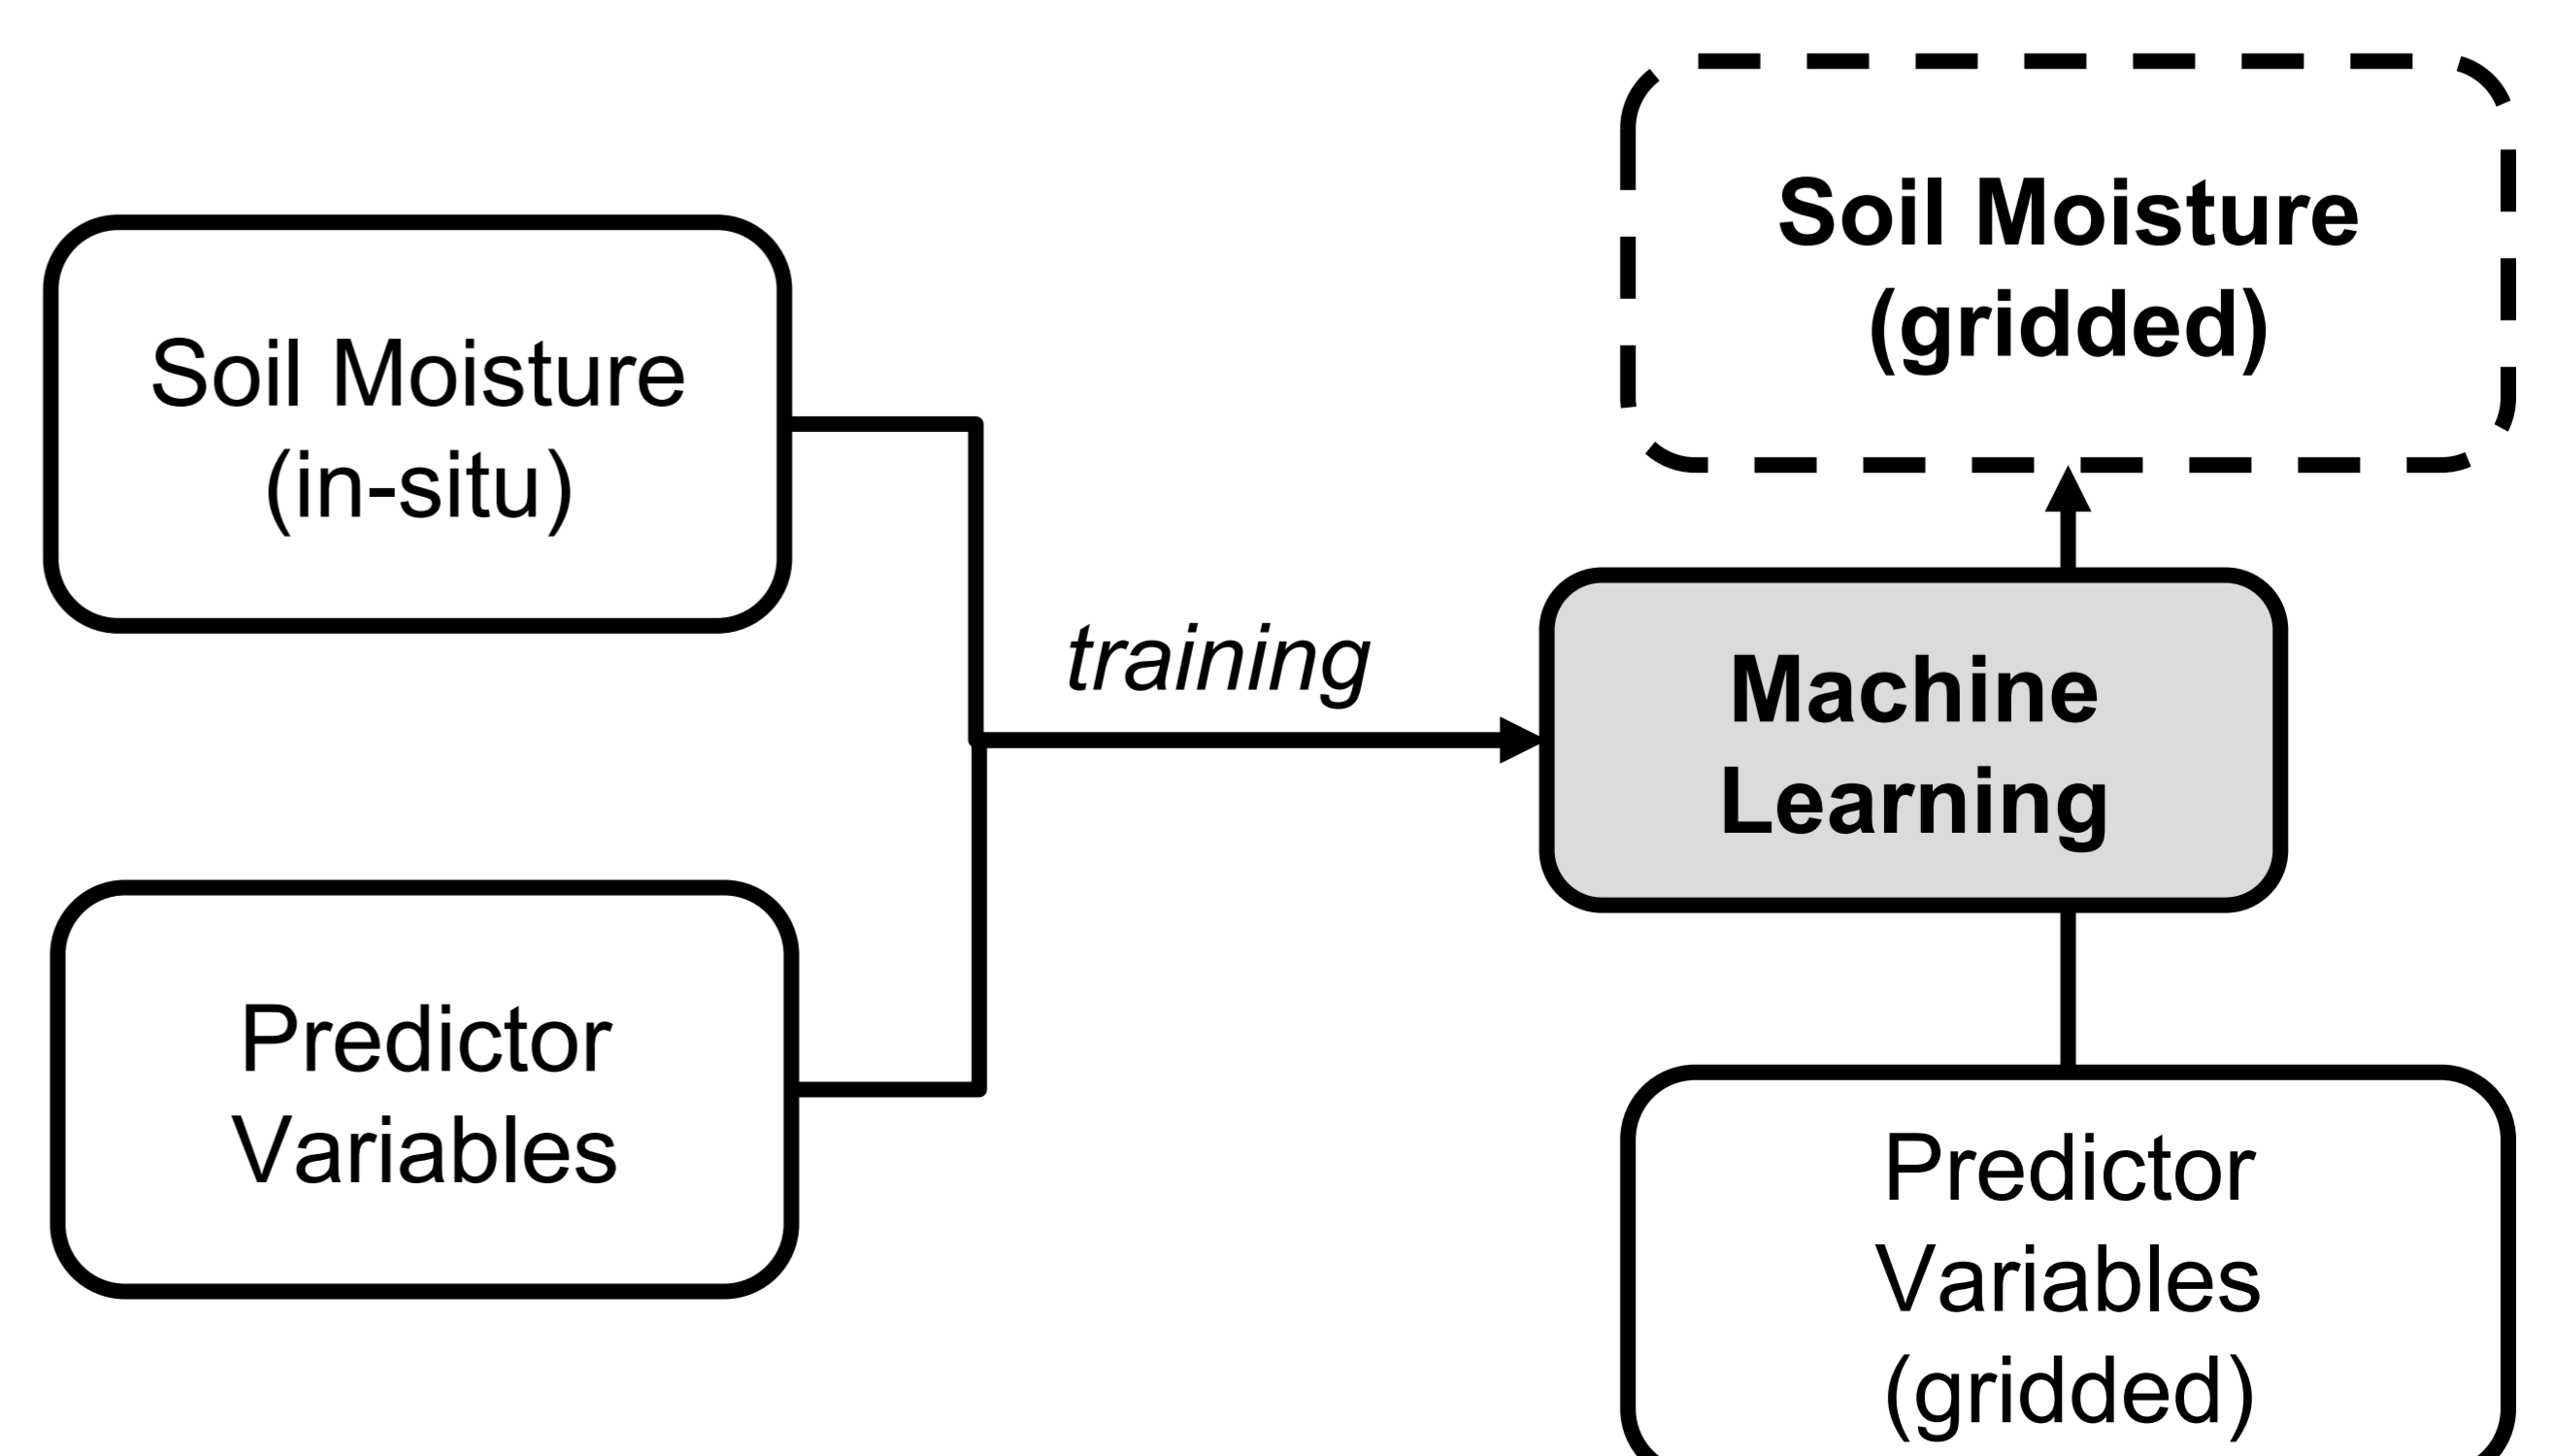 Soil Moisture
(in-situ)
Predictor
Variables
training
Soil Moisture
(gridded)
Machine
Learning
Predictor
Variables
(gridded)